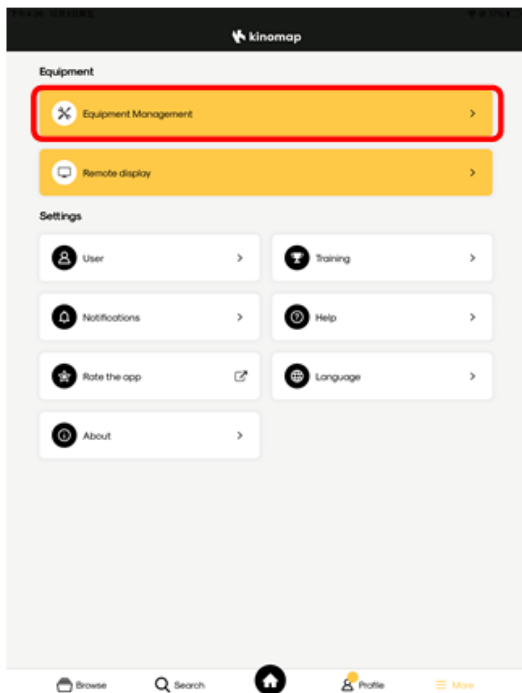 kinomap
Equipment
Equipment Management
Remote display
Settings
User
Training
Notifications
Help
Rate the app
Language
About
Browse
Search
Profile
More